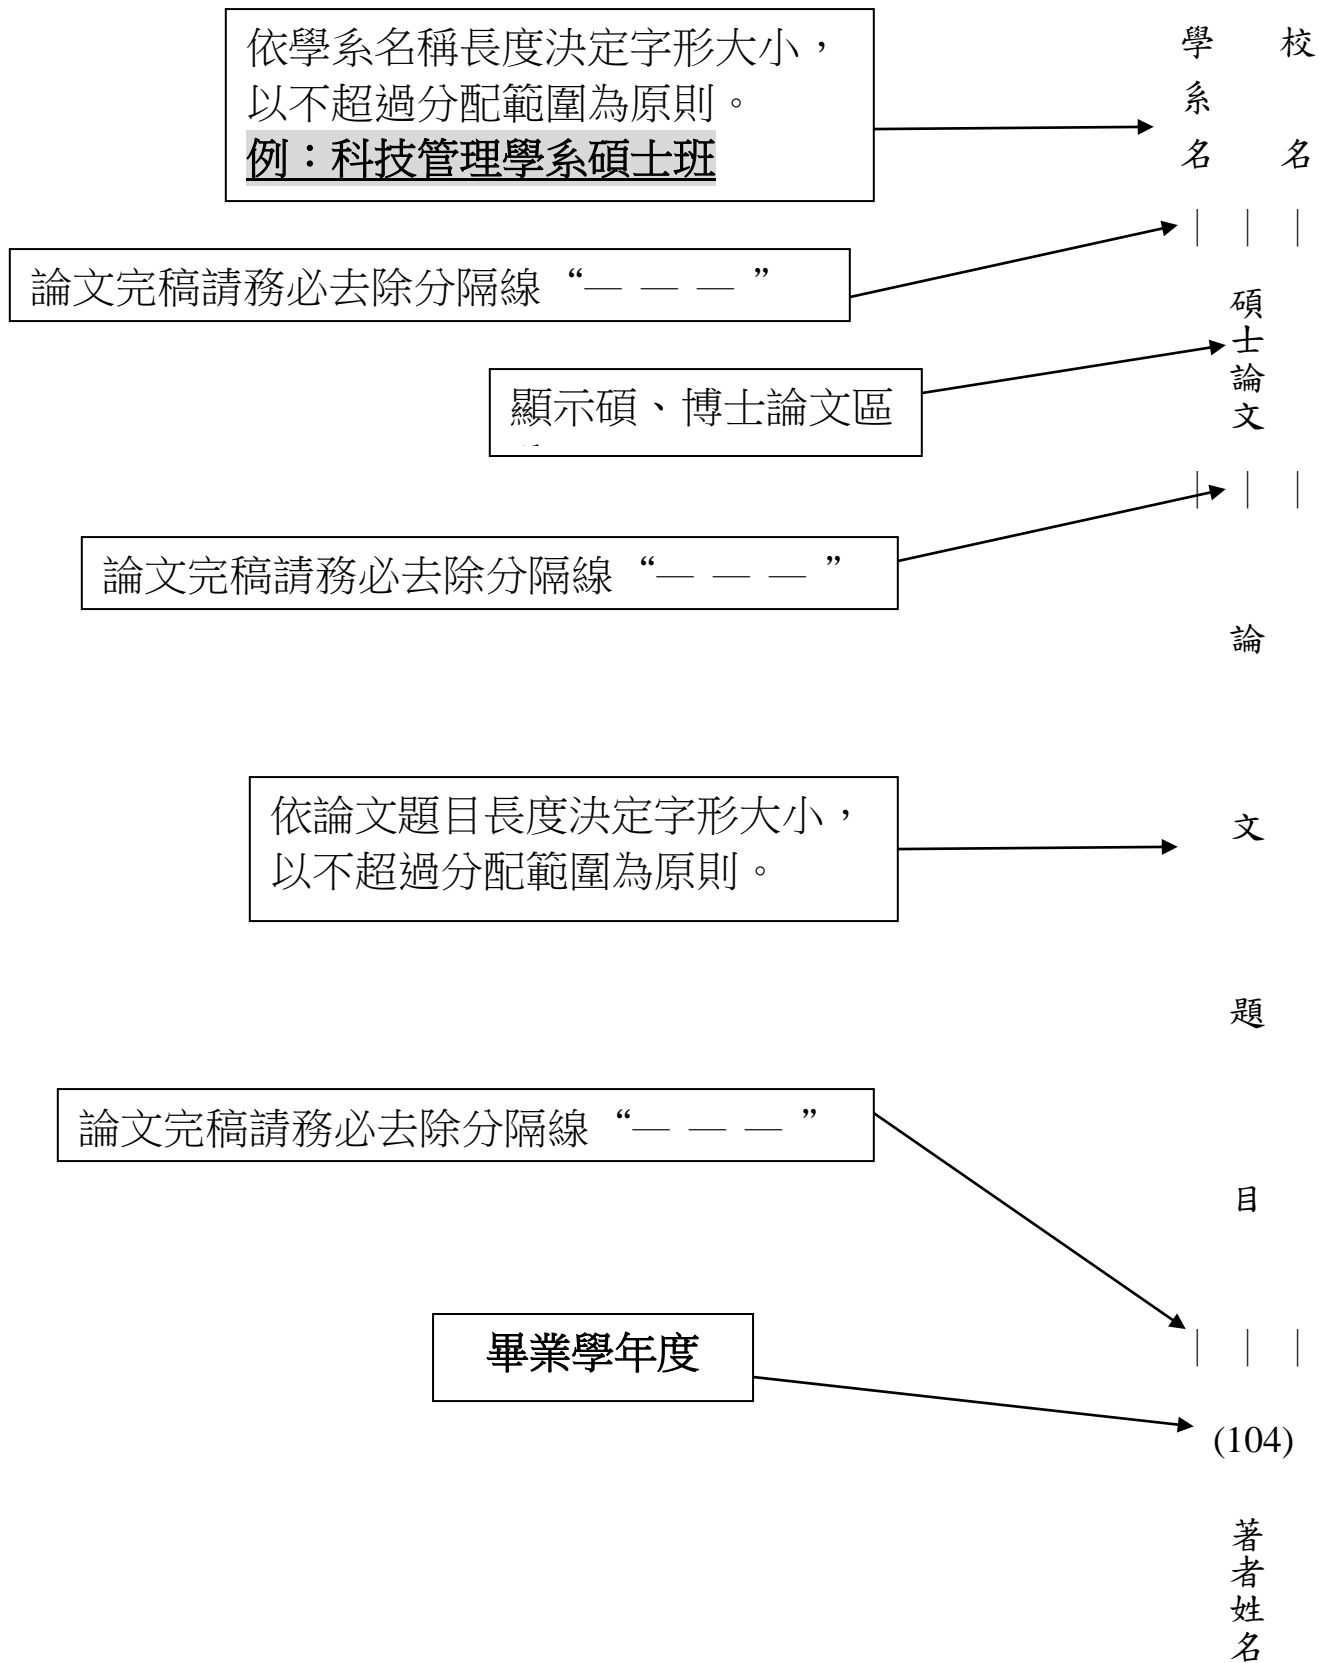 依學系名稱長度決定字形大小，
以不超過分配範圍為原則。
例：科技管理學系碩士班
論文完稿請務必去除分隔線“— — —”
顯示碩、博士論文區
論文完稿請務必去除分隔線“— — —”
依論文題目長度決定字形大小，
以不超過分配範圍為原則。
論文完稿請務必去除分隔線“— — —”
畢業學年度
校名
學系名
｜｜｜
碩士論文
｜｜｜
論文題目
｜｜｜
(104)
著者姓名